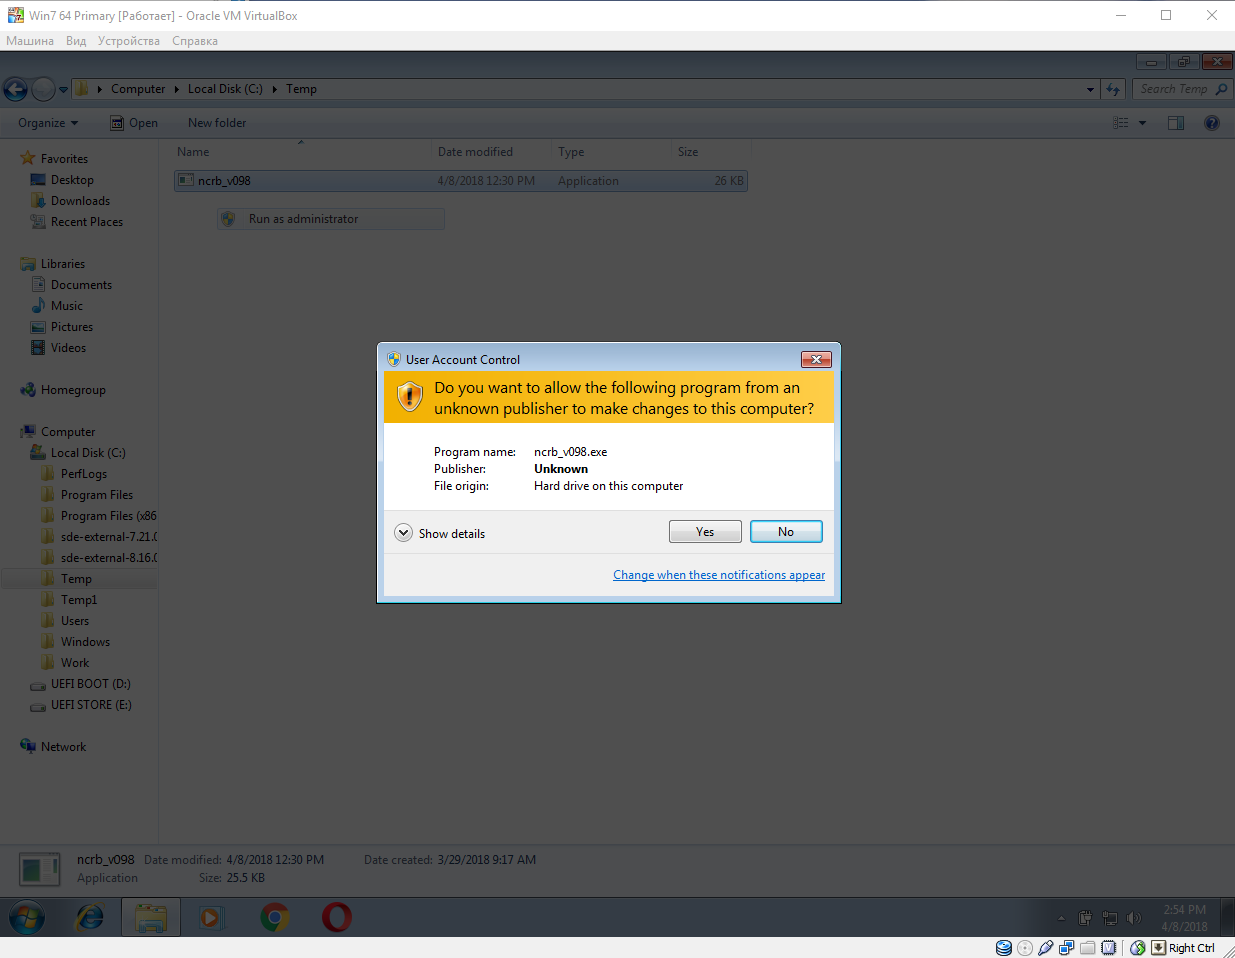 Win7 64 Primary [Работает] - Oracle VM VirtualBox
Машина Вид Устройства Справка
Computer Local Disk (C:) Temp
Search Temp
Organize Open New folder
Name Date modified Type Size
ncrb_v098 4/8/2018 12:30 PM Application 26 KB
Run as administrator
Favorites
Desktop
Downloads
Recent Places
Libraries
Documents
Music
Pictures
Videos
Homegroup
Computer
Local Disk (C:)
PerfLogs
Program Files
Program Files (x86
sde-external-7.21.0
sde-external-8.16.0
Temp
Temp1
Users
Windows
Work
UEFI BOOT (D:)
UEFI STORE (E:)
Network
User Account Control
Do you want to allow the following program from an
unknown publisher to make changes to this computer?
Program name: ncrb_v098.exe
Publisher: Unknown
File origin: Hard drive on this computer
Show details
Yes
No
Change when these notifications appear
ncrb_v098 Date modified: 4/8/2018 12:30 PM Date created: 3/29/2018 9:17 AM
Application Size: 25.5 KB
2:54 PM
4/8/2018
Right Ctrl